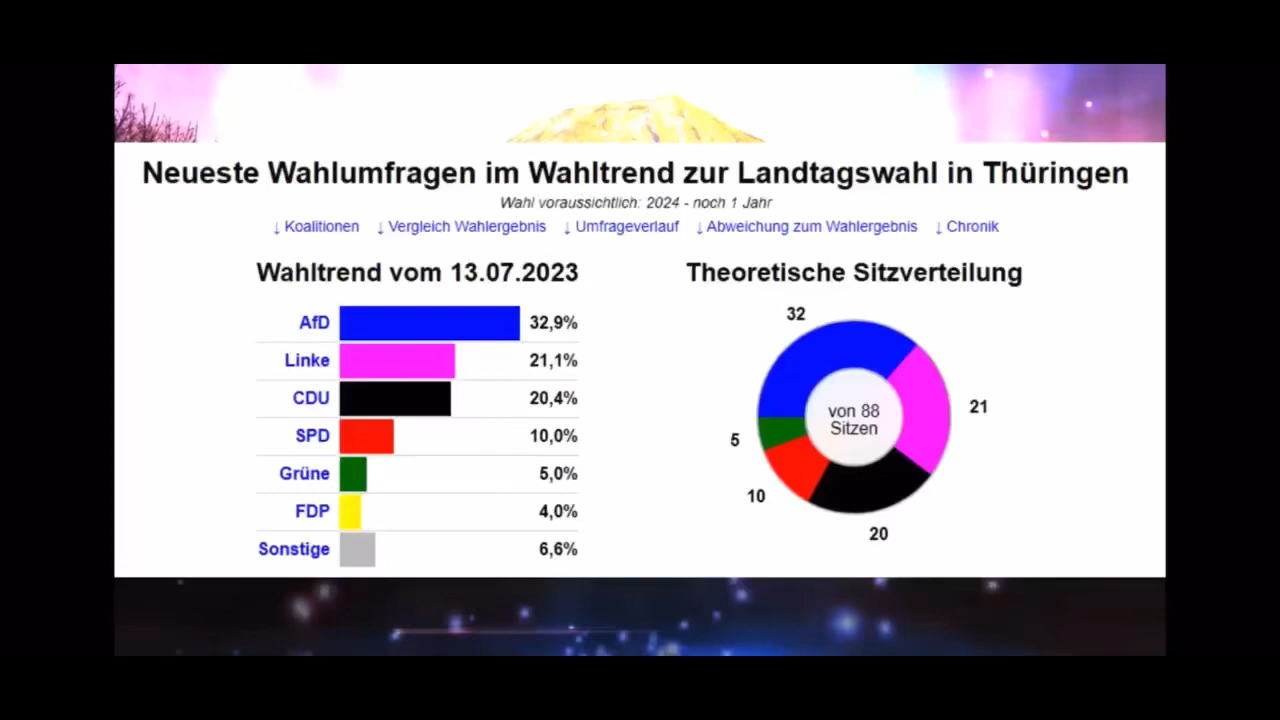 Neueste Wahlumfragen im Wahltrend zur Landtagswahl in Thüringen
Wahl voraussichtlich: 2024 - noch 1 Jahr
↓ Koalitionen ↓ Vergleich Wahlergebnis ↓ Umfrageverlauf ↓ Abweichung zum Wahlergebnis ↓ Chronik
Wahltrend vom 13.07.2023
AfD 32,9%
Linke 21,1%
CDU 20,4%
SPD 10,0%
Grüne 5,0%
FDP 4,0%
Sonstige 6,6%
Theoretische Sitzverteilung
32
21
von 88
Sitzen
5
10
20